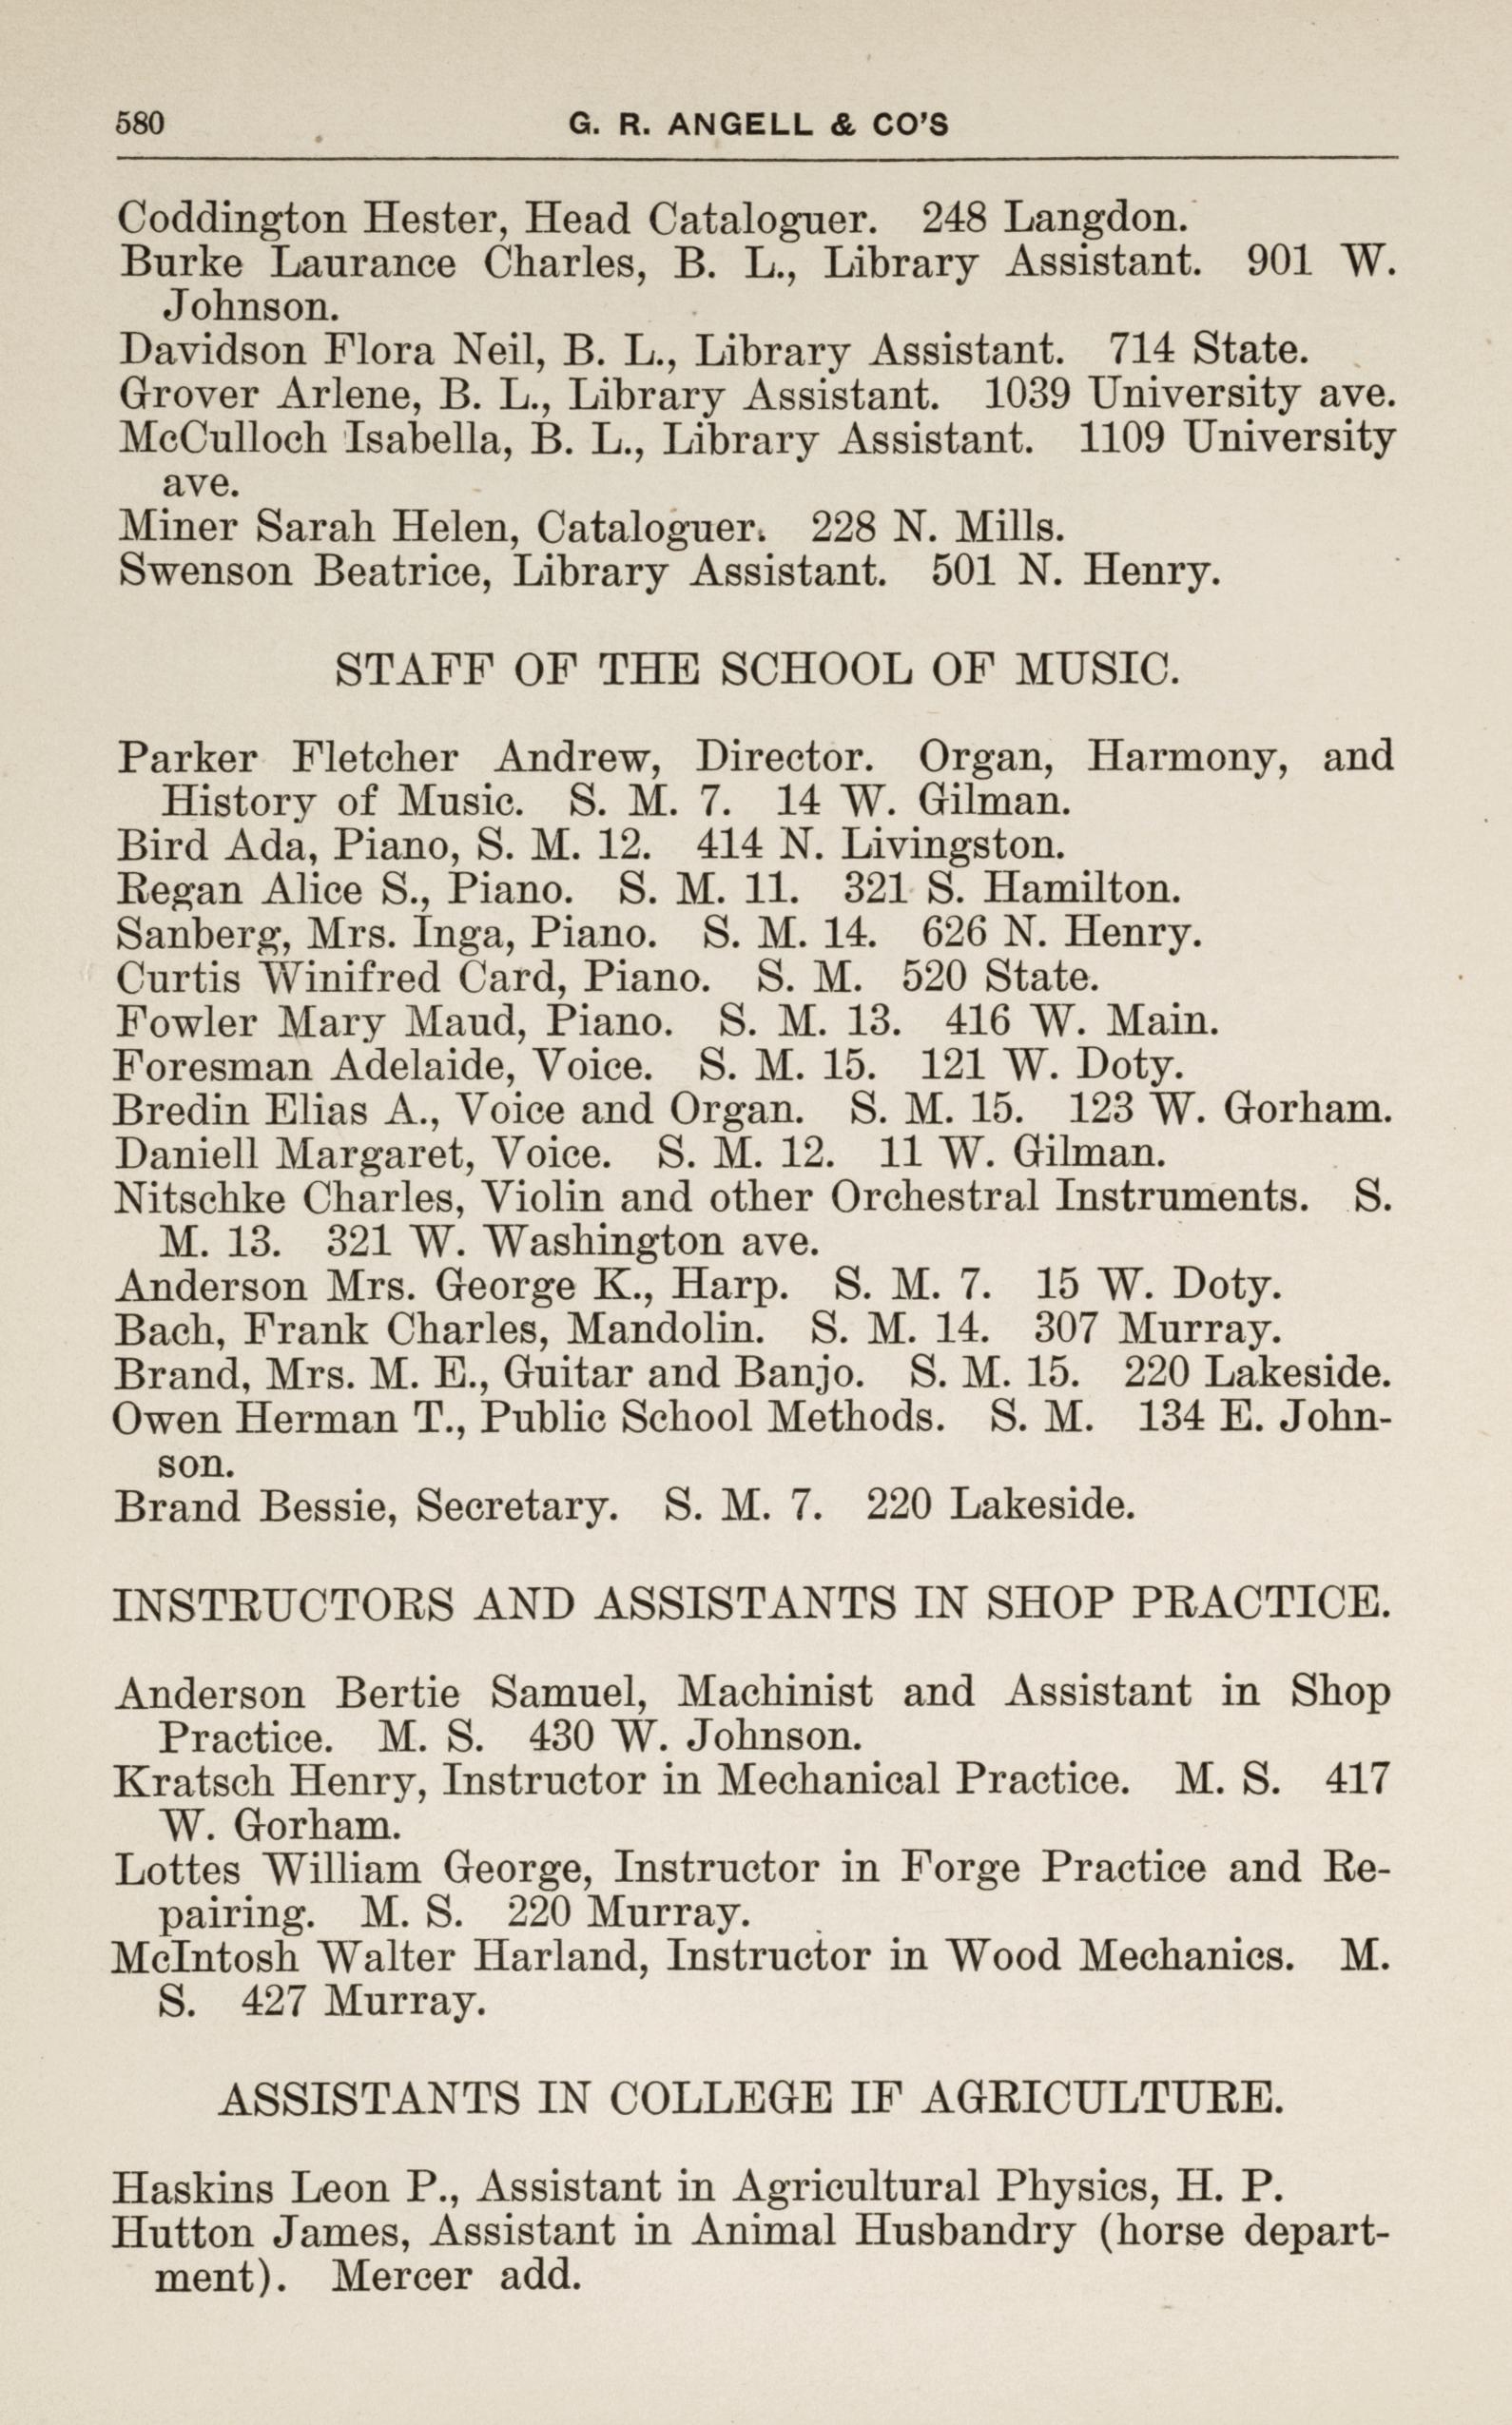 580
G. R. ANGELL & CO'S
Coddington Hester, Head Cataloguer. 248 Langdon.
Burke Laurance Charles, B. L., Library Assistant. 901 W.
Johnson.
Davidson Flora Neil, B. L., Library Assistant. 714 State.
Grover Arlene, B. L., Library Assistant. 1039 University ave.
McCulloch Isabella, B. L., Library Assistant. 1109 University
ave.
Miner Sarah Helen, Cataloguer. 228 N. Mills.
Swenson Beatrice, Library Assistant. 501 N. Henry.
STAFF OF THE SCHOOL OF MUSIC.
Parker Fletcher Andrew, Director. Organ, Harmony, and
History of Music. S. M. 7. 14 W. Gilman.
Bird Ada, Piano, S. M. 12. 414 N. Livingston.
Regan Alice S., Piano. S. M. 11. 321 S. Hamilton.
Sanberg, Mrs. Inga, Piano. S. M. 14. 626 N. Henry.
Curtis Winifred Card, Piano. S. M. 520 State.
Fowler Mary Maud, Piano. S. M. 13. 416 W. Main.
Foresman Adelaide, Voice. S. M. 15. 121 W. Doty.
Bredin Elias A., Voice and Organ. S. M. 15. 123 W. Gorham.
Daniell Margaret, Voice. S. M. 12. 11 W. Gilman.
Nitschke Charles, Violin and other Orchestral Instruments. S.
M. 13. 321 W. Washington ave.
Anderson Mrs. George K., Harp. S. M. 7. 15 W. Doty.
Bach, Frank Charles, Mandolin. S. M. 14. 307 Murray.
Brand, Mrs. M. E., Guitar and Banjo. S. M. 15. 220 Lakeside.
Owen Herman T., Public School Methods. S. M. 134 E. John-
son.
Brand Bessie, Secretary. S. M. 7. 220 Lakeside.
INSTRUCTORS AND ASSISTANTS IN SHOP PRACTICE.
Anderson Bertie Samuel, Machinist and Assistant in Shop
Practice. M. S. 430 W. Johnson.
Kratsch Henry, Instructor in Mechanical Practice. M. S. 417
W. Gorham.
Lottes William George, Instructor in Forge Practice and Re-
pairing. M. S. 220 Murray.
McIntosh Walter Harland, Instructor in Wood Mechanics. M.
S. 427 Murray.
ASSISTANTS IN COLLEGE IF AGRICULTURE.
Haskins Leon P., Assistant in Agricultural Physics, H. P.
Hutton James, Assistant in Animal Husbandry (horse depart-
ment). Mercer add.